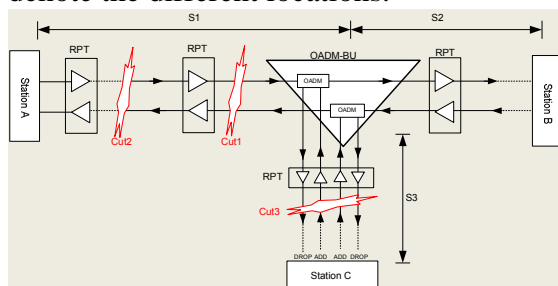 denote the different locations.
S1 S2
RPT RPT OADM-BU RPT
Station A
OADM
OADM
Station B
Cut2 Cut1
RPT
S3
Cut3
DROP ADD ADD DROP
Station C